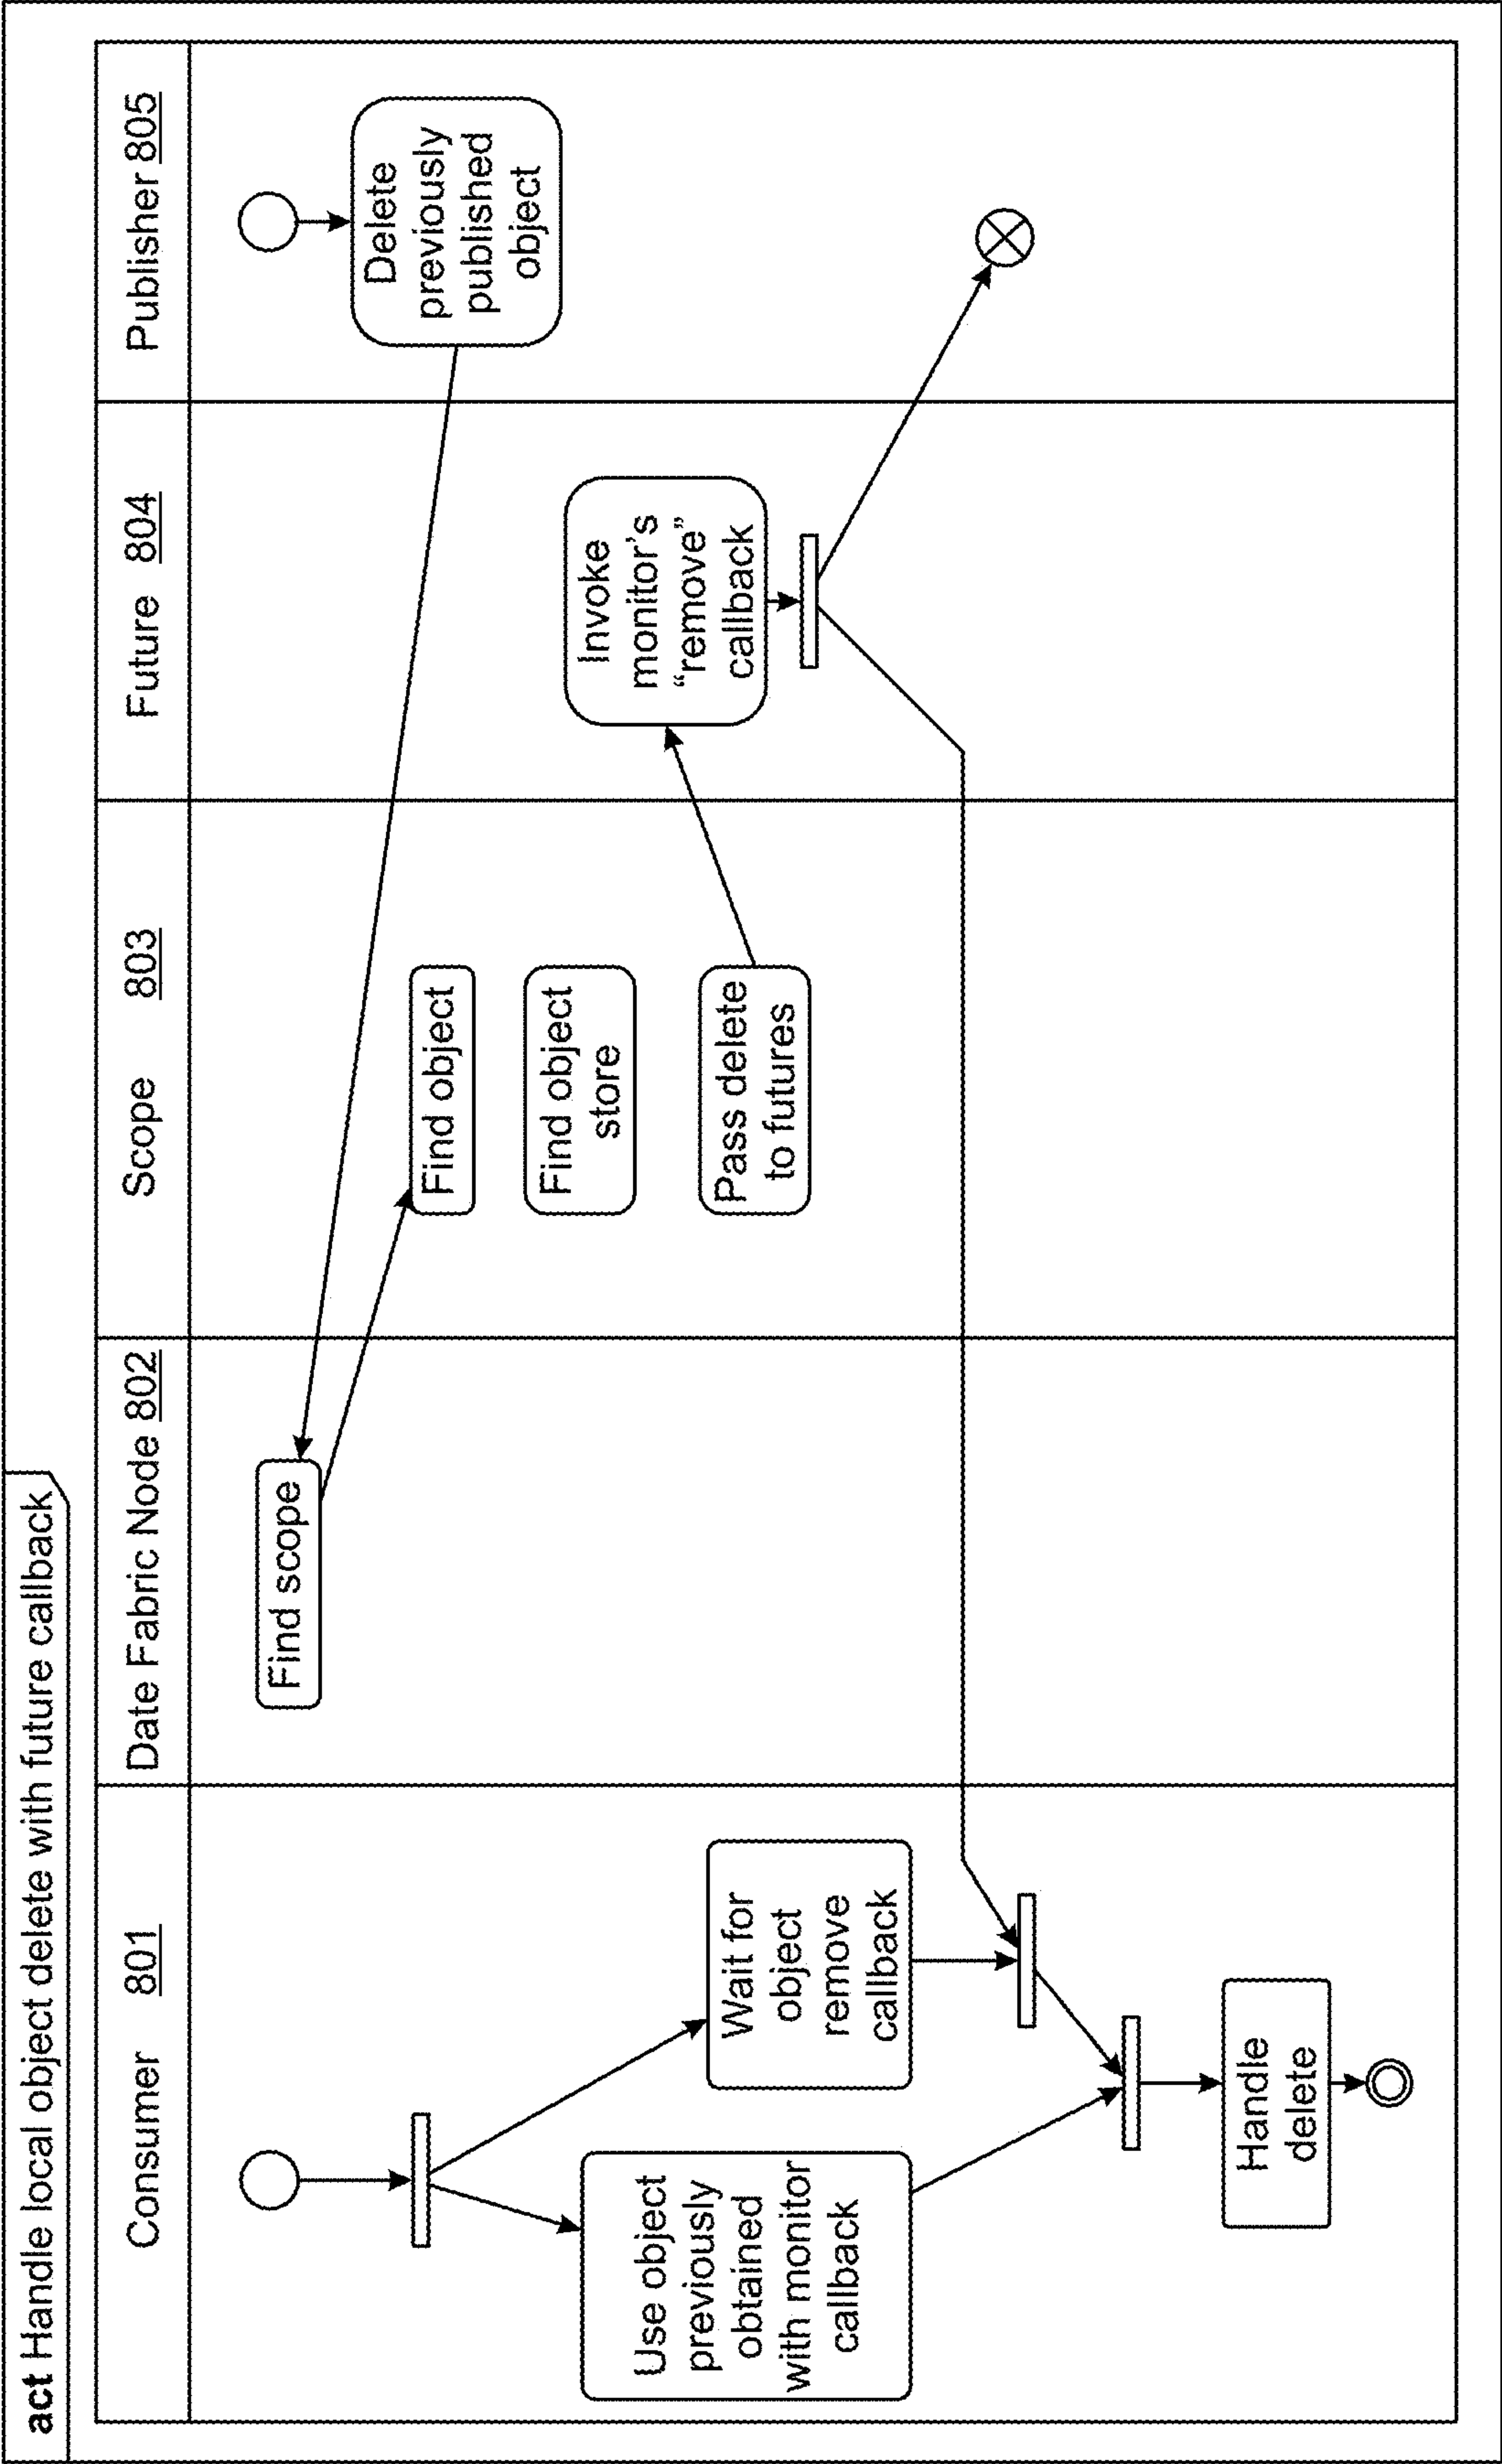 act Handle local object delete with future callback
Consumer 801
Date Fabric Node 802
Scope 803
Future 804
Publisher 805
Use object
previously
obtained
with monitor
callback
Wait for
object
remove
callback
Handle
delete
Find scope
Find object
Find object
store
Pass delete
to futures
Invoke
monitor's
“remove”
callback
Delete
previously
published
object